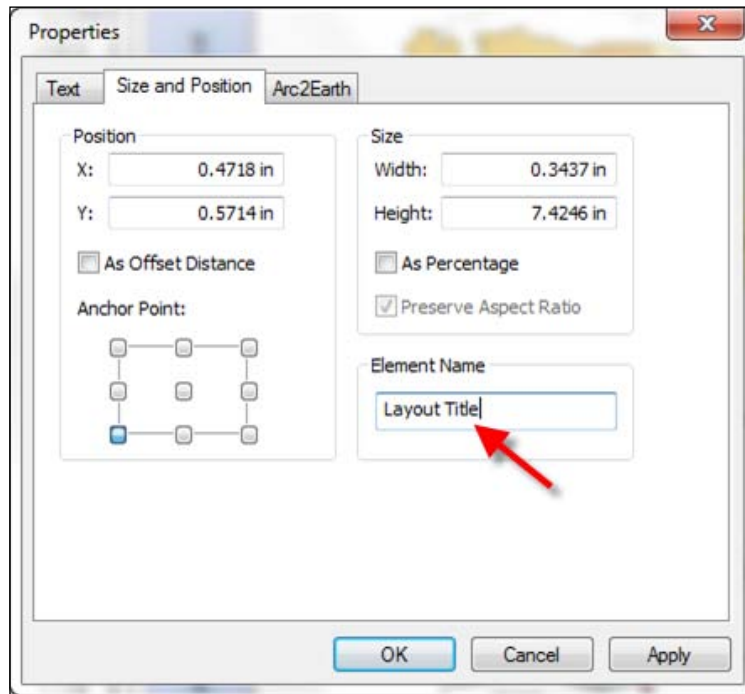 Properties
Text Size and Position Arc2Earth
Position
X: 0.4718 in
Y: 0.5714 in
As Offset Distance
Anchor Point:
Size
Width: 0.3437 in
Height: 7.4246 in
As Percentage
Preserve Aspect Ratio
Element Name
Layout Title
OK Cancel Apply